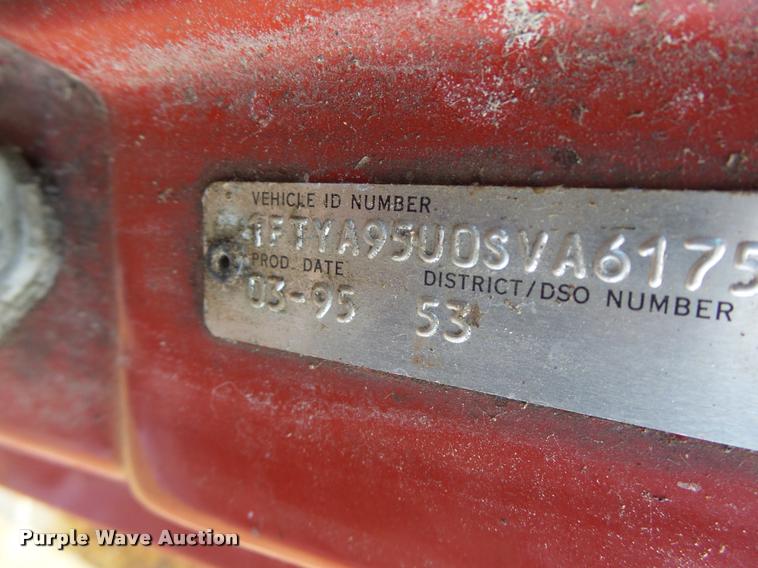 VEHICLE ID NUMBER
1FTYA95U0SVA6175
PROD. DATE
DISTRICT/DSO NUMBER
03-95 53
Purple Wave Auction